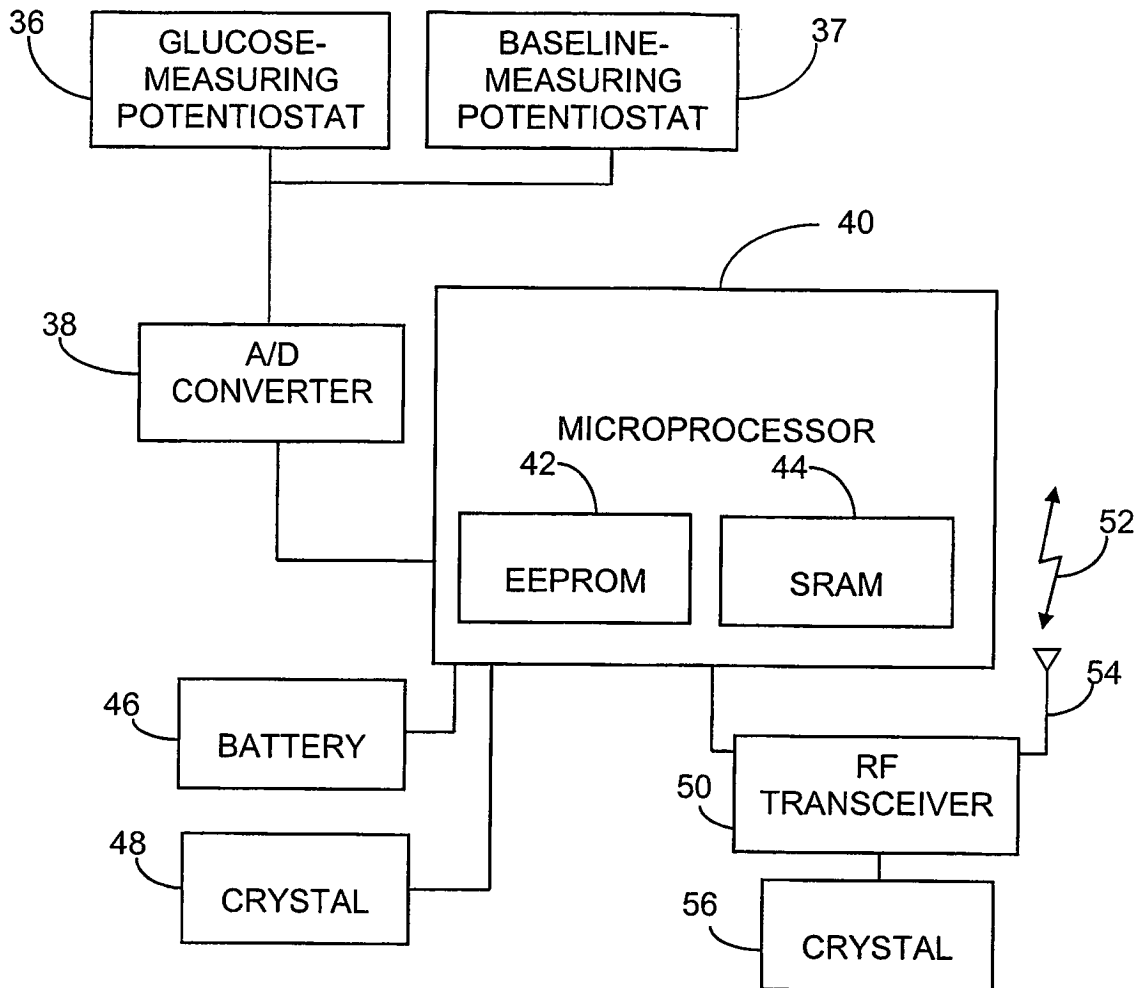 36
GLUCOSE-
MEASURING
POTENTIOSTAT
BASELINE-
MEASURING
POTENTIOSTAT
37
40
38
A/D
CONVERTER
MICROPROCESSOR
42
44
EEPROM
SRAM
52
54
46
BATTERY
50
RF
TRANSCEIVER
48
CRYSTAL
56
CRYSTAL